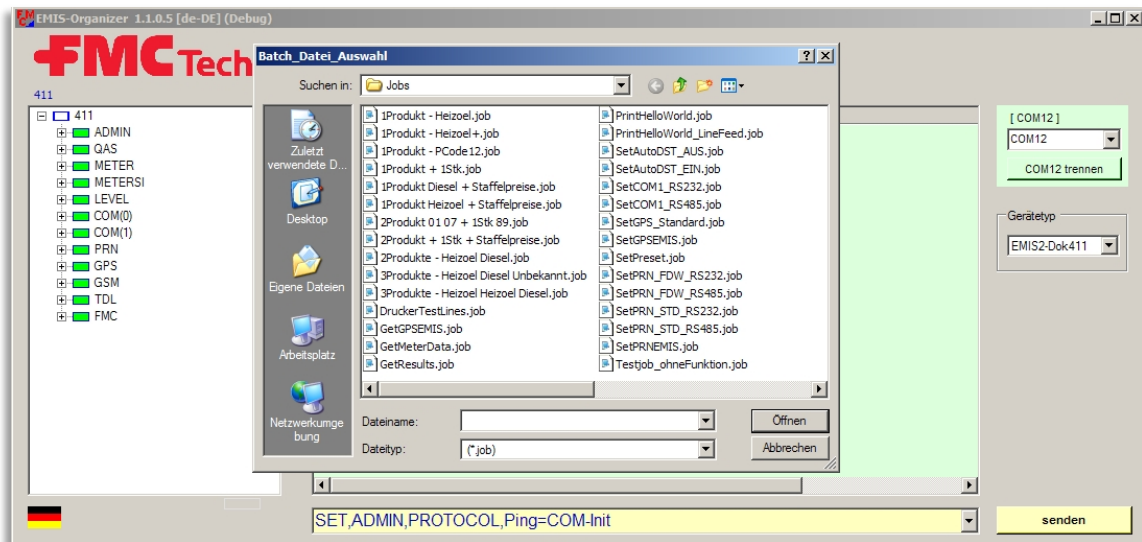 EMIS-Organizer 1.1.0.5 [de-DE] (Debug)
FMC Tech
411
411
ADMIN
QAS
METER
METERSI
LEVEL
COM(0)
COM(1)
PRN
GPS
GSM
TDL
FMC
Batch_Datei_Auswahl
Suchen in:
Jobs
Zuletzt
verwendete D...
Desktop
Eigene Dateien
Arbeitsplatz
Netzwerkumge
bung
1Produkt - Heizoel.job
1Produkt - Heizoel+.job
1Produkt - PCode12.job
1Produkt + 1Stk.job
1Produkt Diesel + Staffelpreise.job
1Produkt Heizoel + Staffelpreise.job
2Produkt 01 07 + 1Stk 89.job
2Produkt + 1Stk + Staffelpreise.job
2Produkte - Heizoel Diesel.job
3Produkte - Heizoel Diesel Unbekannt.job
3Produkte - Heizoel Heizoel Diesel.job
DruckerTestLines.job
GetGPSEMIS.job
GetMeterData.job
GetResults.job
PrintHelloWorld.job
PrintHelloWorld_LineFeed.job
SetAutoDST_AUS.job
SetAutoDST_EIN.job
SetCOM1_RS232.job
SetCOM1_RS485.job
SetGPS_Standard.job
SetGPSEMIS.job
SetPreset.job
SetPRN_FDW_RS232.job
SetPRN_FDW_RS485.job
SetPRN_STD_RS232.job
SetPRN_STD_RS485.job
SetPRNEMIS.job
Testjob_ohneFunktion.job
Dateiname:
Öffnen
Dateityp:
(*.job)
Abbrechen
[ COM12 ]
COM12
COM12 trennen
Gerätetyp
EMIS2-Dok411
SET,ADMIN,PROTOCOL,Ping=COM-Init
senden